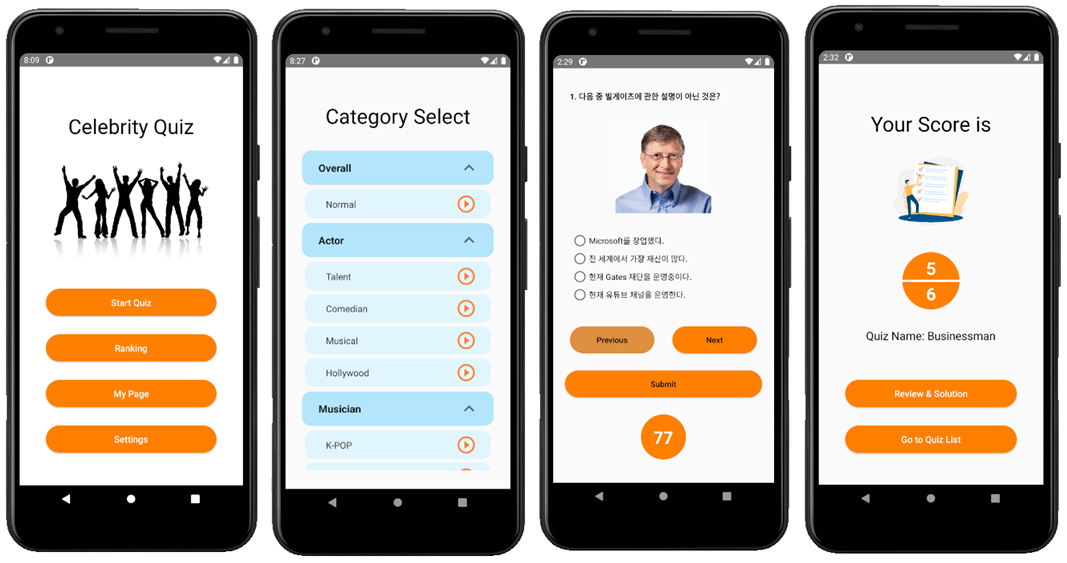 8:09
Celebrity Quiz
Start Quiz
Ranking
My Page
Settings
8:27
Category Select
Overall
Normal
Actor
Talent
Comedian
Musical
Hollywood
Musician
K-POP
2:29
1. 다음 중 빌게이츠에 관한 설명이 아닌 것은?
Microsoft를 창업했다.
전 세계에서 가장 재산이 많다.
현재 Gates 재단을 운영중이다.
현재 유튜브 채널을 운영한다.
Previous
Next
Submit
77
2:32
Your Score is
5
6
Quiz Name: Businessman
Review & Solution
Go to Quiz List